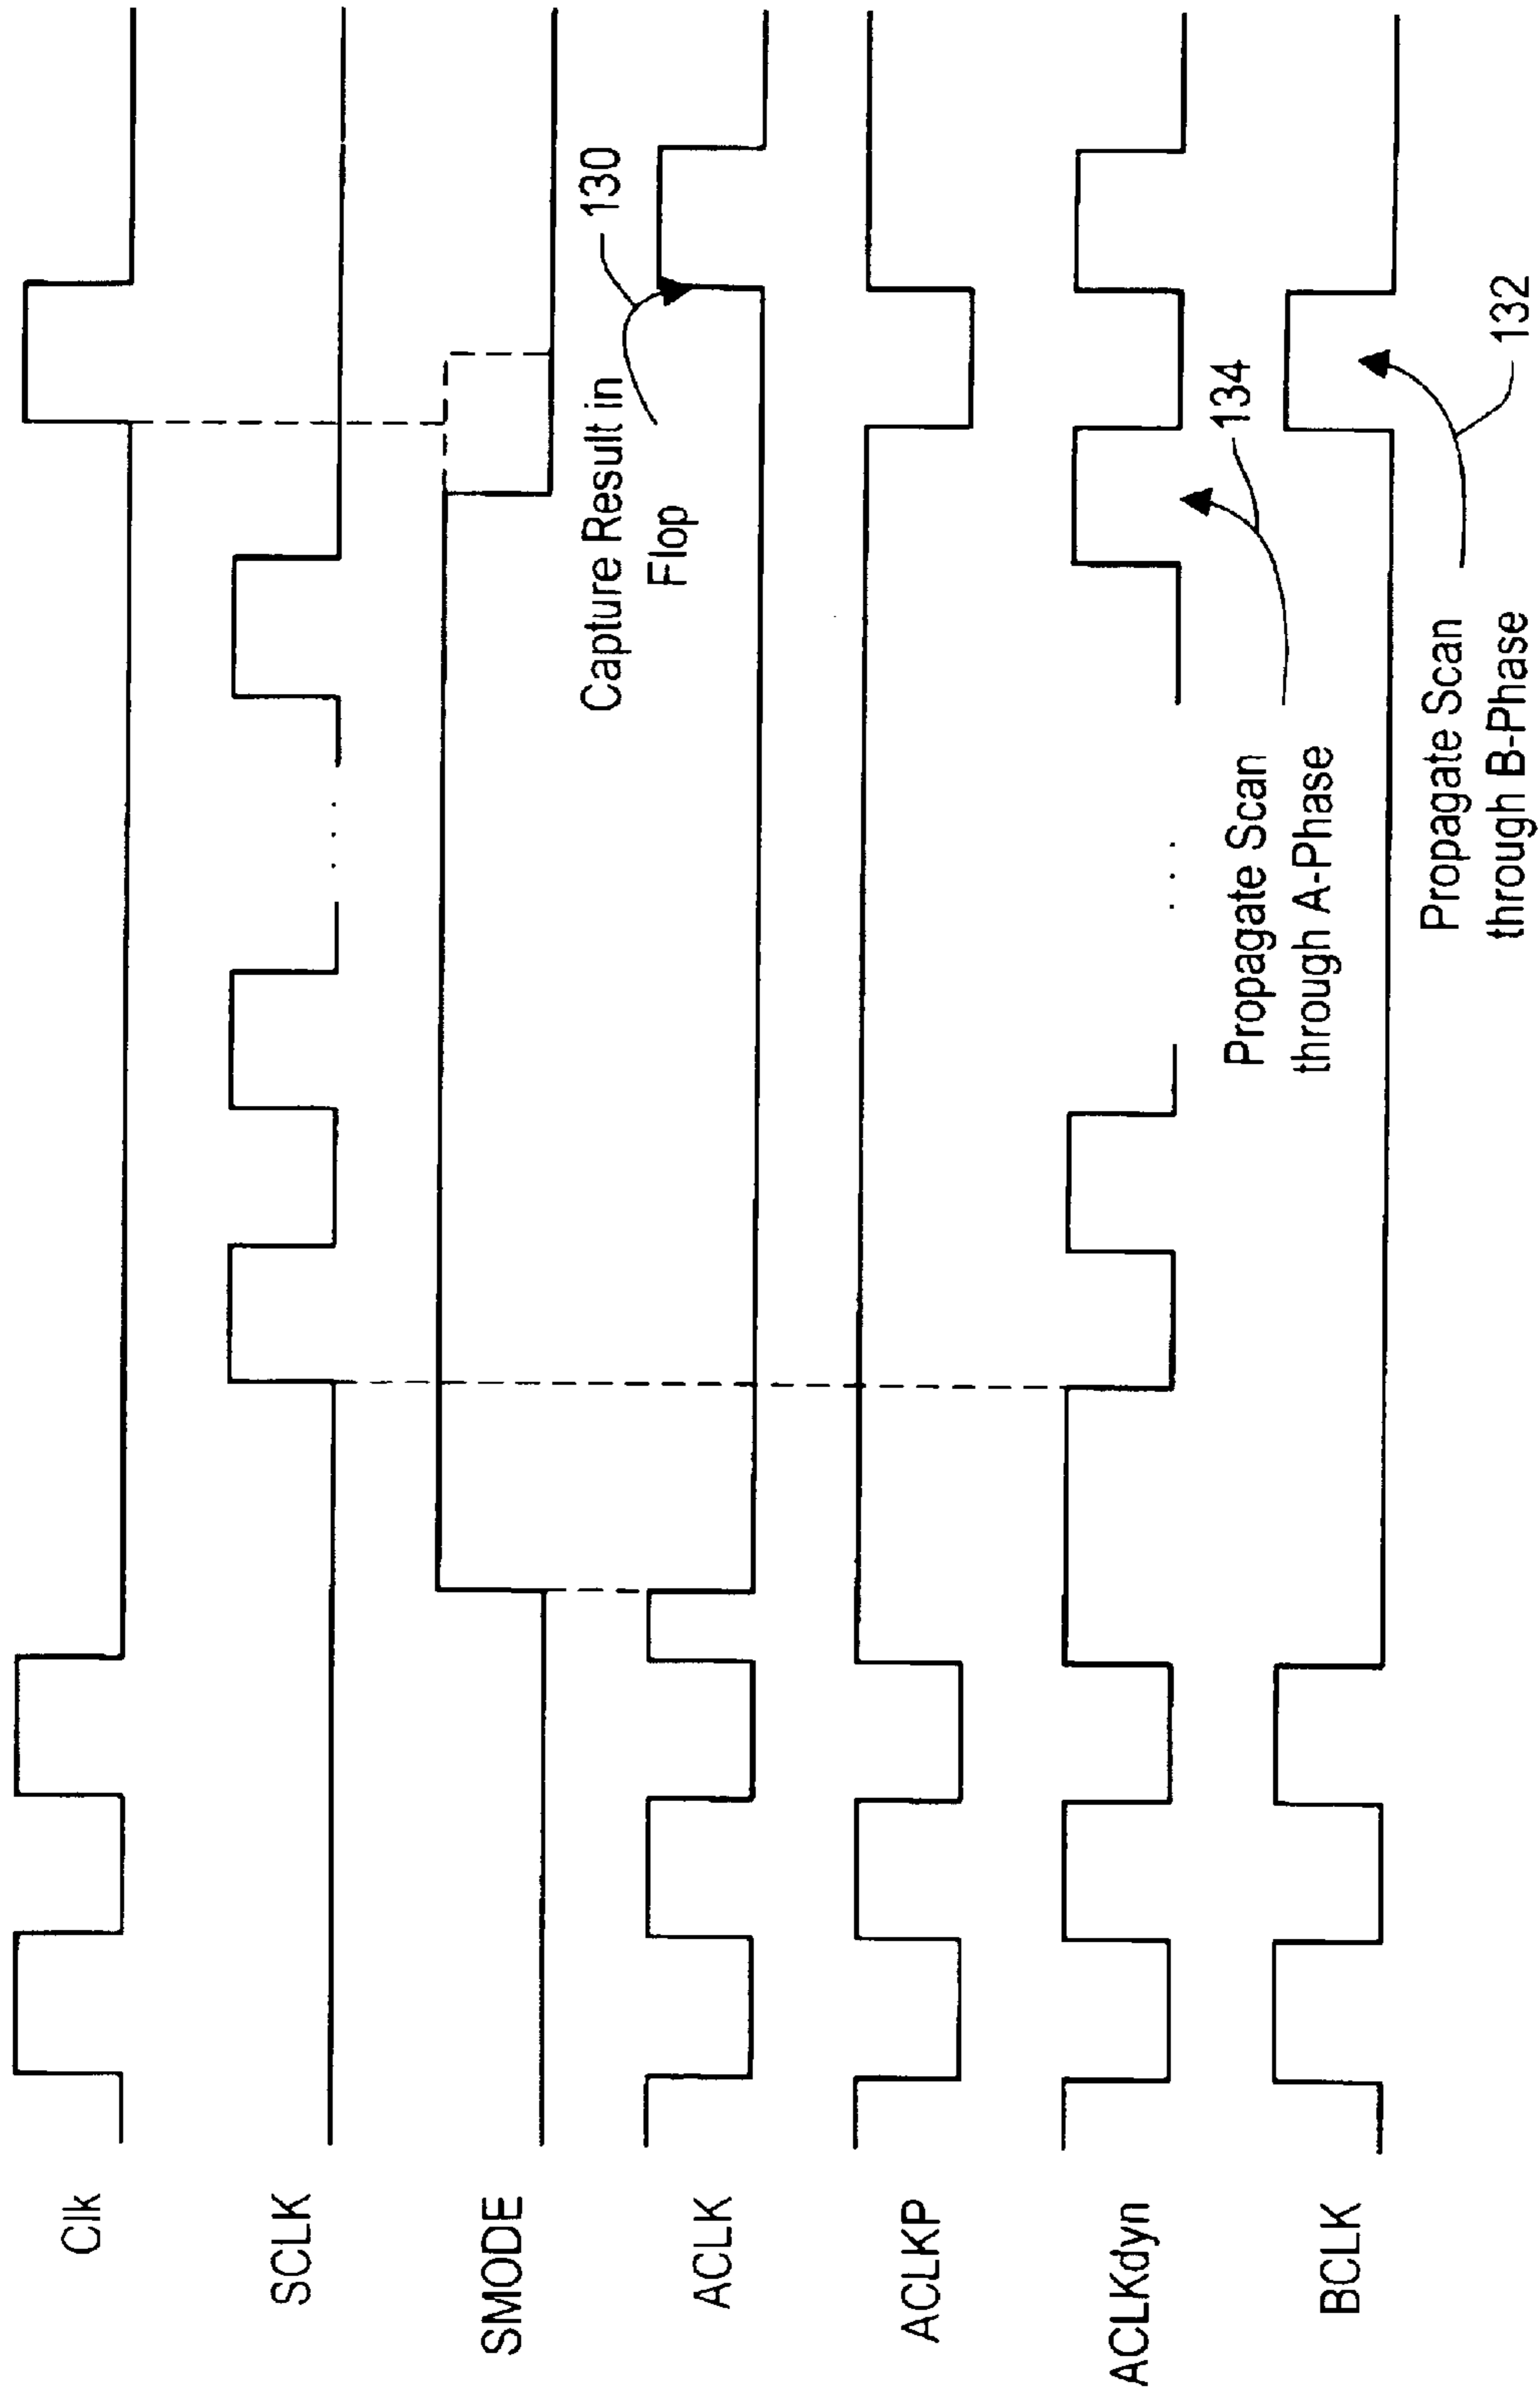 Clk
SCLK
SMODE
ACLK
ACLKP
ACLKdyn
BCLK
Capture Result in
Flop
130
Propagate Scan
through A-Phase
134
Propagate Scan
through B-Phase
132